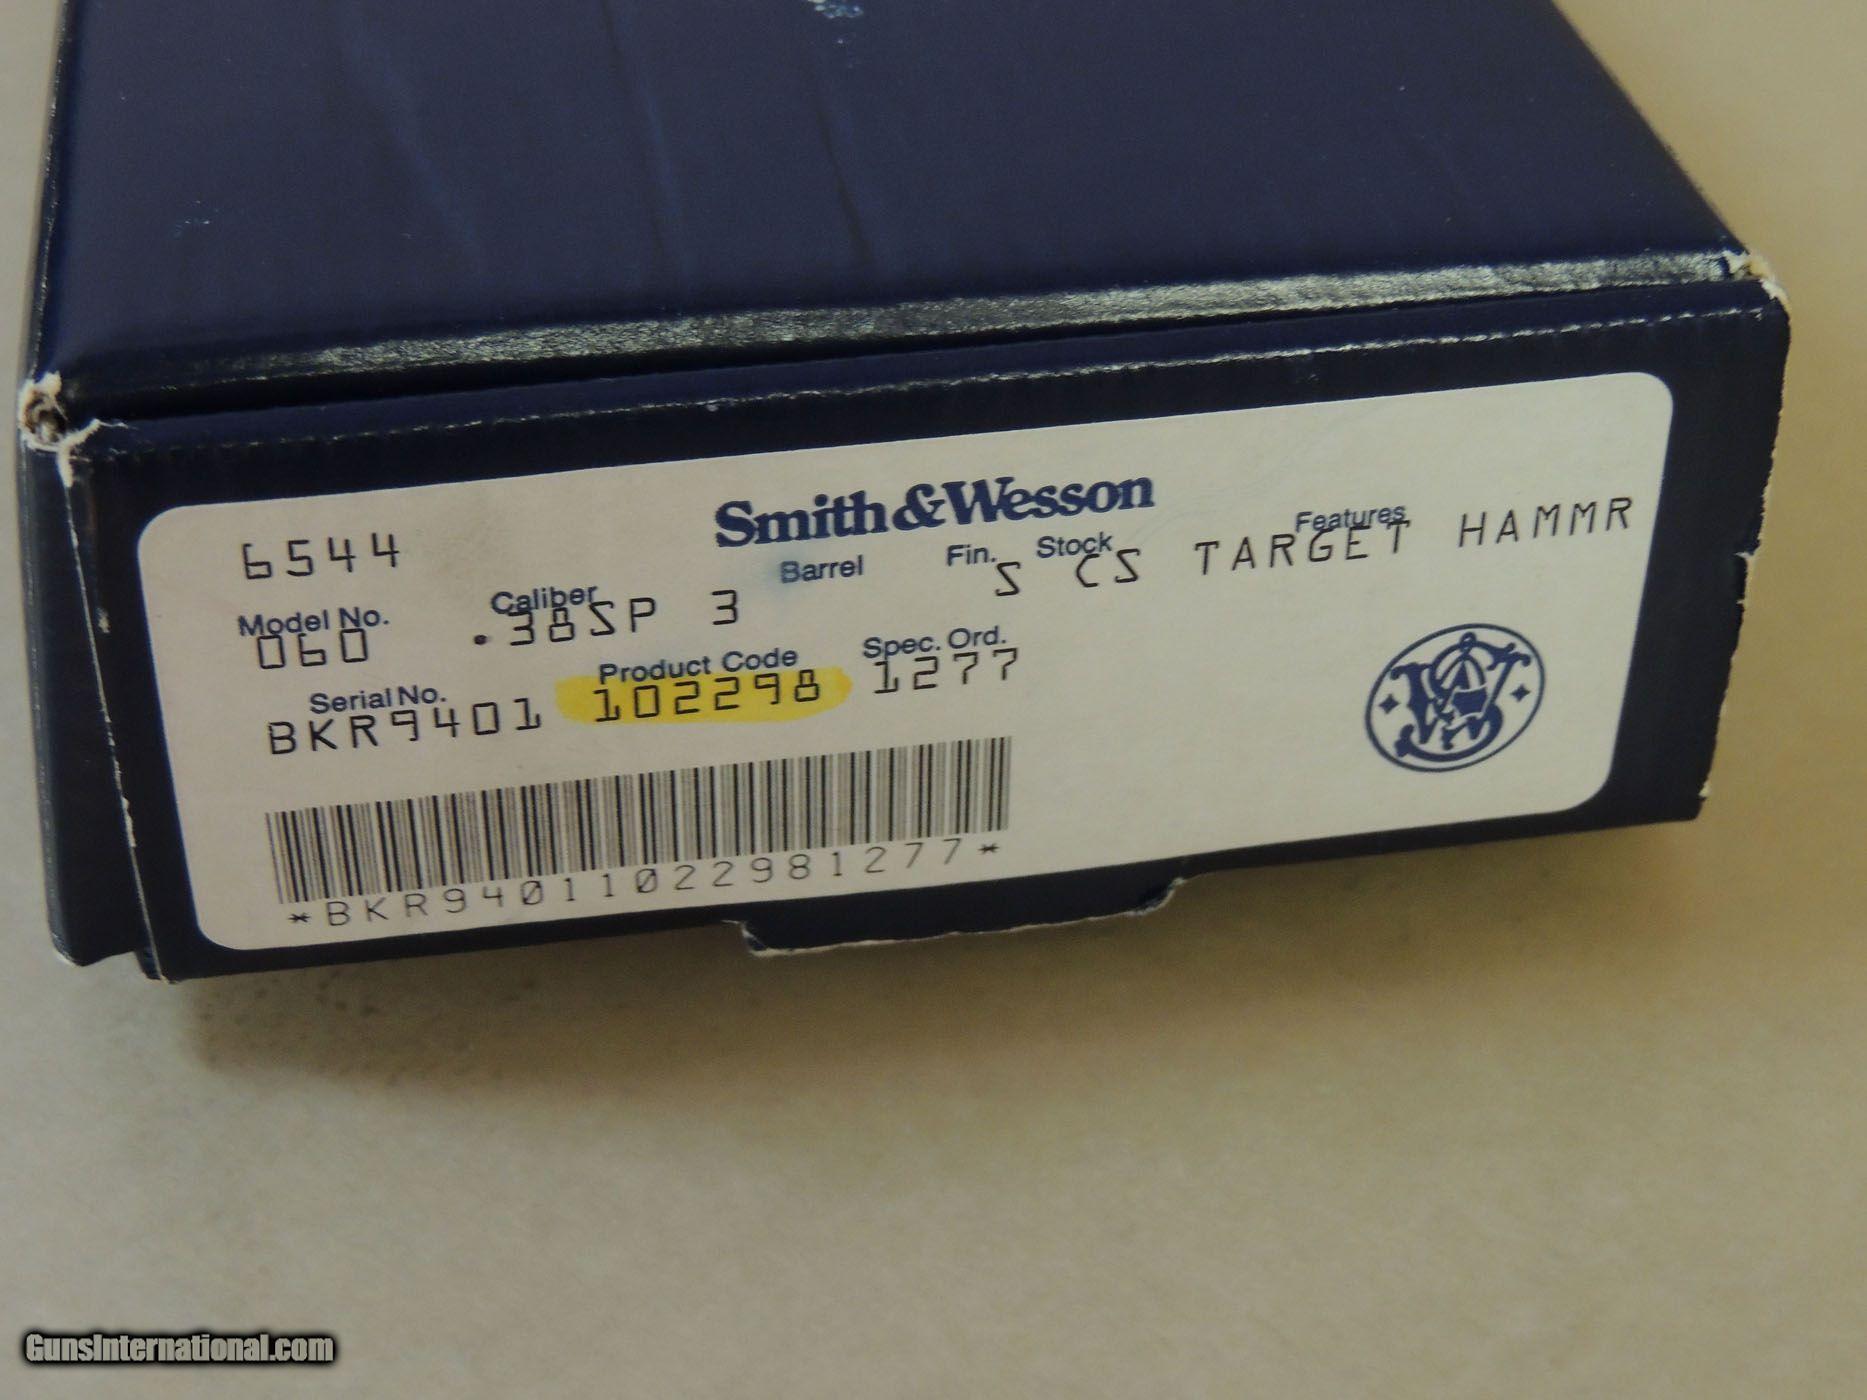 Smith & Wesson
6544
Model No. Caliber Barrel Fin. Stock Features
060 .38SP 3 S CS TARGET HAMMR
Serial No. Product Code Spec. Ord.
BKR9401 102298 1277
*BKR94011022981277*
GunsInternational.com